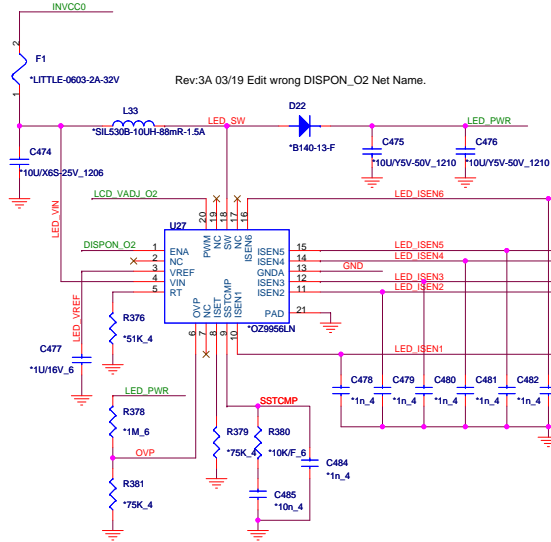 INVCC0
2
F1
*LITTLE-0603-2A-32V
1
Rev:3A 03/19 Edit wrong DISPON_O2 Net Name.
L33
LED_SW
*SIL530B-10UH-88mR-1.5A
D22
*B140-13-F
LED_PWR
C474
*10U/X6S-25V_1206
C475
*10U/Y5V-50V_1210
C476
*10U/Y5V-50V_1210
LED_VIN
LCD_VADJ_O2
LED_ISEN6
U27
20
19
18
17
16
PWM
NC
SW
NC
ISEN6
DISPON_O2
1
2
3
4
5
ENA
NC
VREF
VIN
RT
ISEN5
ISEN4
GNDA
ISEN3
ISEN2
PAD
15
14
13
12
11
21
LED_ISEN5
LED_ISEN4
GND
LED_ISEN3
LED_ISEN2
OVP
NC
ISET
SSTCMP
ISEN1
*OZ9956LN
6
7
8
9
10
LED_VREF
R376
*51K_4
C477
*1U/16V_6
LED_ISEN1
LED_PWR
R378
*1M_6
OVP
R381
*75K_4
SSTCMP
R379
*75K_4
R380
*10K/F_6
C484
*1n_4
C485
*10n_4
C478
*1n_4
C479
*1n_4
C480
*1n_4
C481
*1n_4
C482
*1n_4